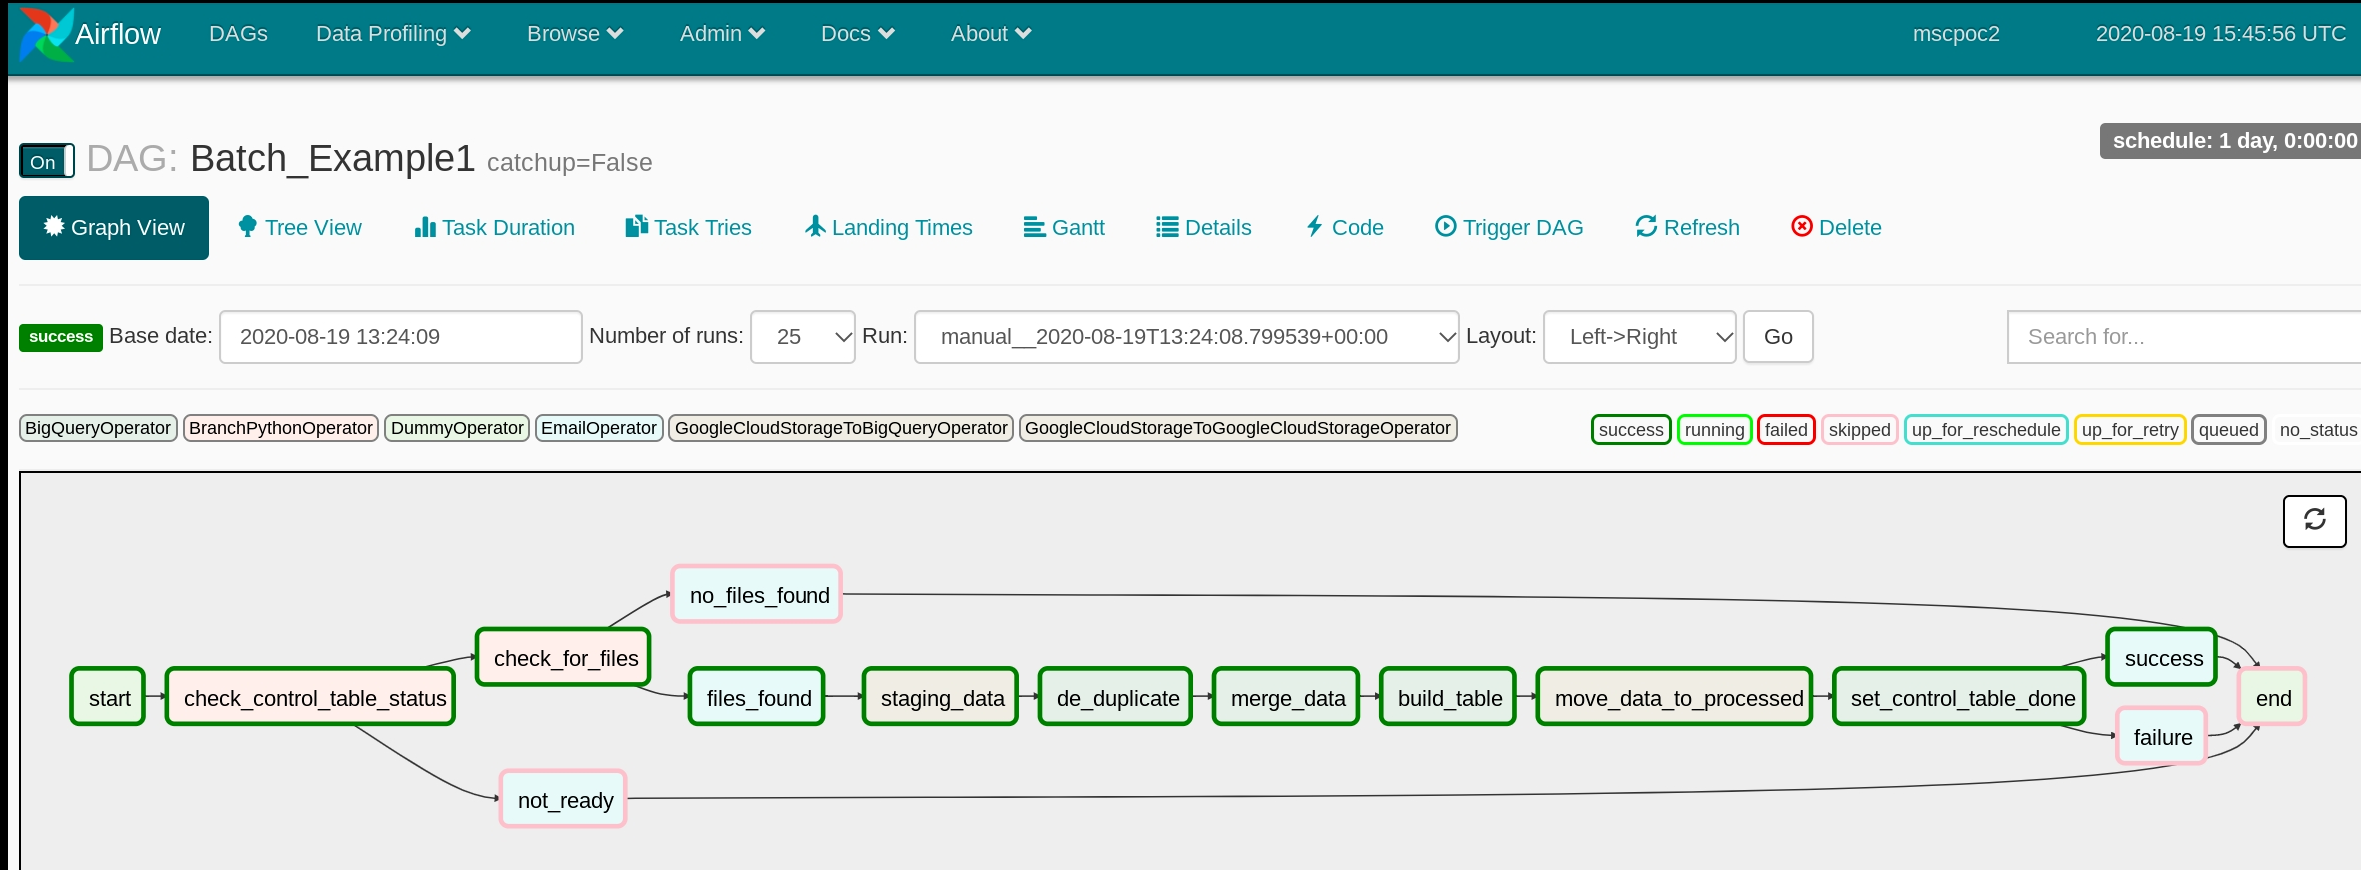 Airflow DAGs Data Profiling Browse Admin Docs About mscpoc2 2020-08-19 15:45:56 UTC
schedule: 1 day, 0:00:00
On DAG: Batch_Example1 catchup=False
Graph View Tree View Task Duration Task Tries Landing Times Gantt Details Code Trigger DAG Refresh Delete
success Base date: 2020-08-19 13:24:09 Number of runs: 25 Run: manual__2020-08-19T13:24:08.799539+00:00 Layout: Left->Right Go Search for...
BigQueryOperator BranchPythonOperator DummyOperator EmailOperator GoogleCloudStorageToBigQueryOperator GoogleCloudStorageToGoogleCloudStorageOperator success running failed skipped up_for_reschedule up_for_retry queued no_status
no_files_found
check_for_files success
start check_control_table_status files_found staging_data de_duplicate merge_data build_table move_data_to_processed set_control_table_done end
failure
not_ready